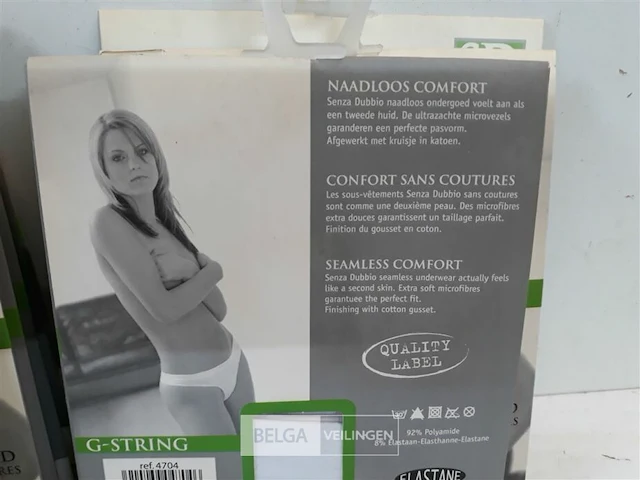 NAADLOOS COMFORT
Senza Dubbio naadloos ondergoed voelt aan als
een tweede huid. De ultrazachte microvezels
garanderen een perfecte pasvorm.
Afgewerkt met kruisje in katoen.
CONFORT SANS COUTURES
Les sous-vêtements Senza Dubbio sans coutures
sont comme une deuxième peau. Des microfibres
extra douces garantissent un taillage parfait.
Finition du gousset en coton.
SEAMLESS COMFORT
Senza Dubbio seamless underwear actually feels
like a second skin. Extra soft microfibres
garantuee the perfect fit.
Finishing with cotton gusset.
QUALITY
LABEL
92% Polyamide
8% Elastaan-Elasthanne-Elastane
G-STRING
BELGA VEILINGEN
ref. 4704
ELASTANE